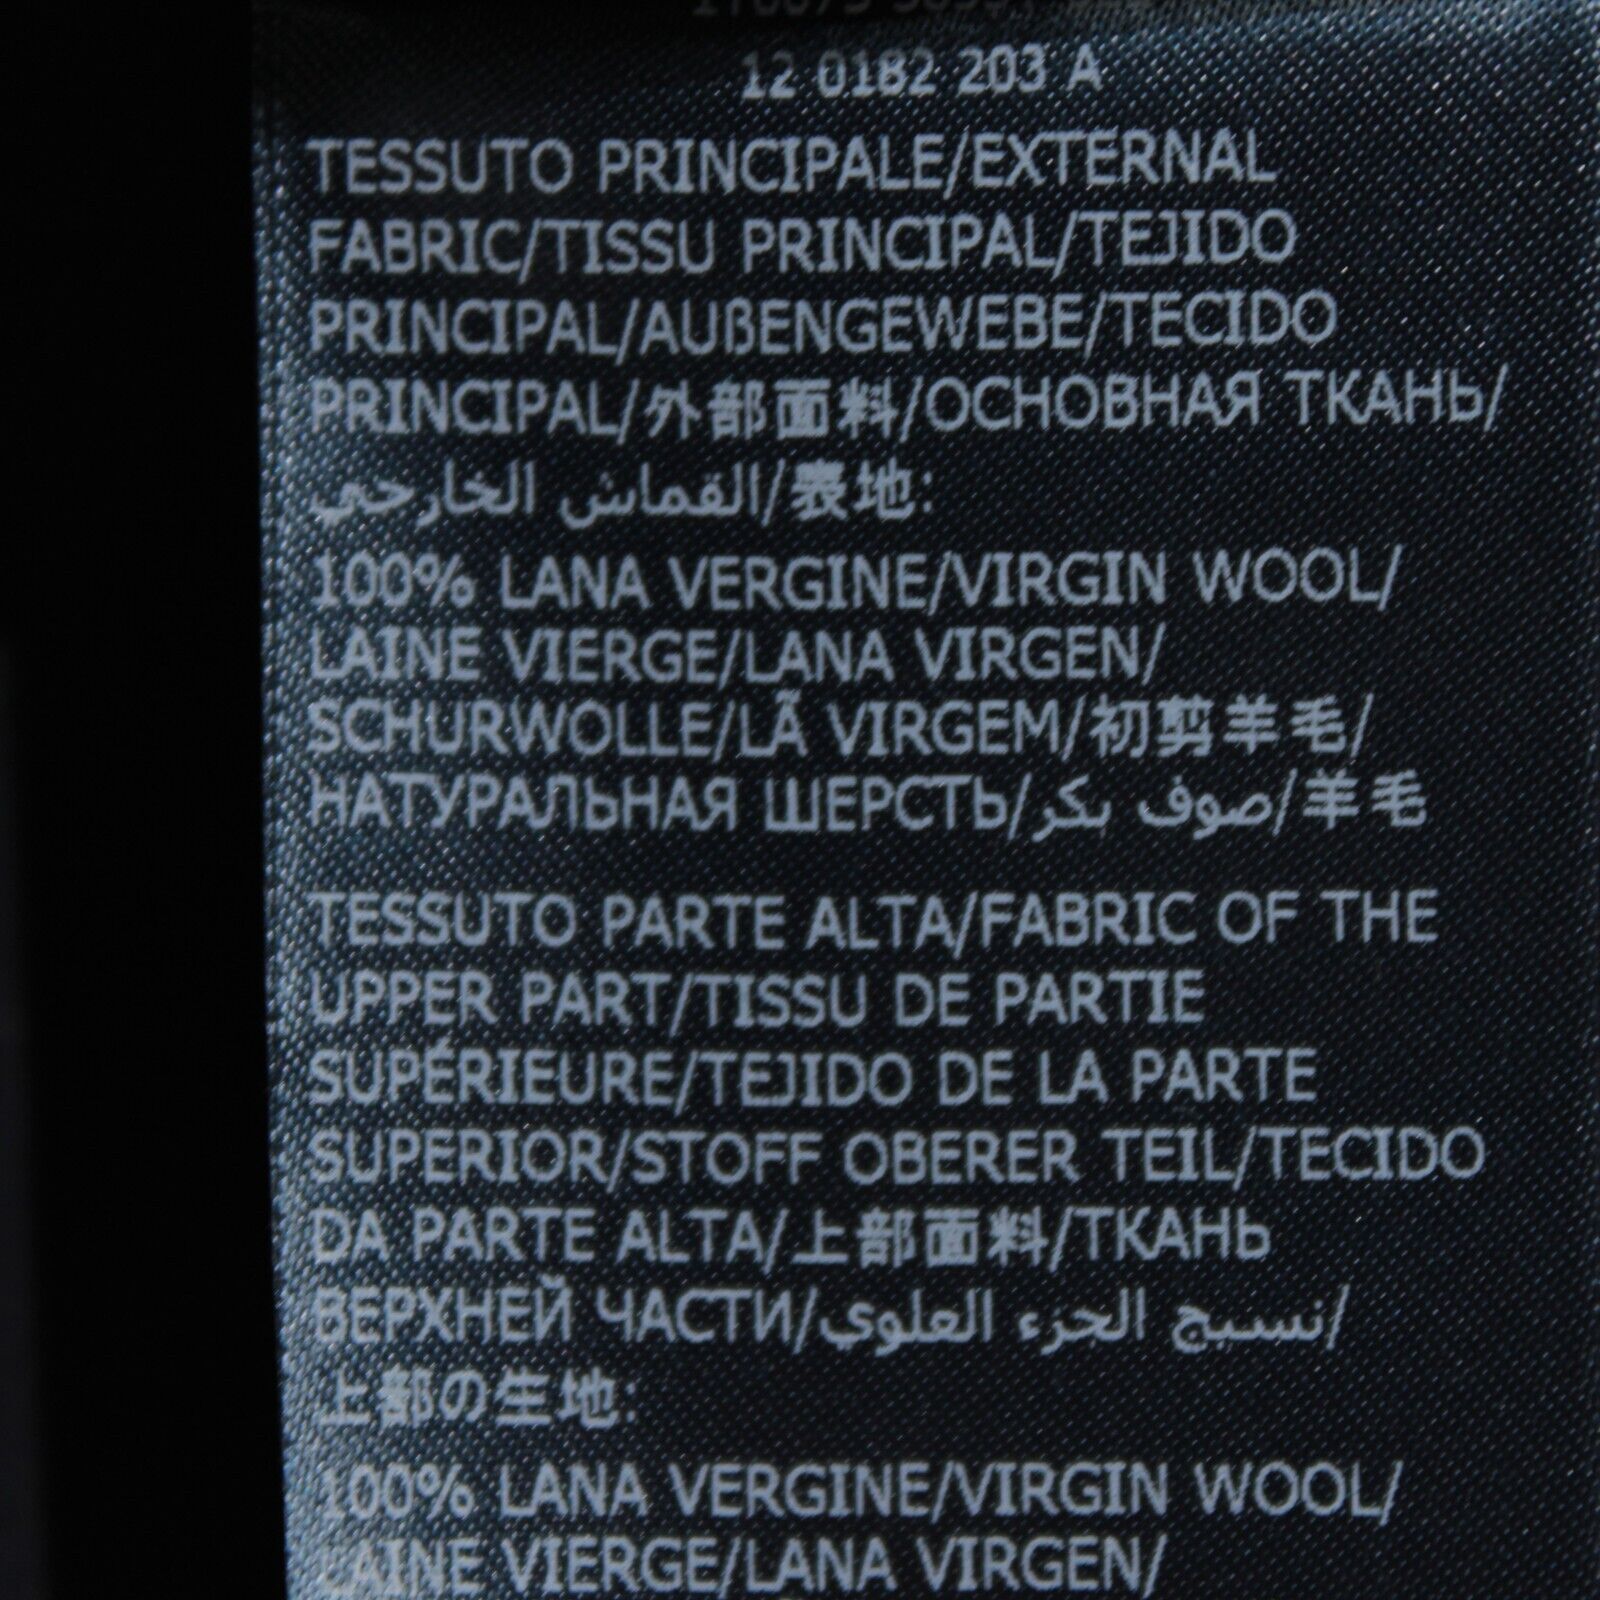 12 0182 203 A
TESSUTO PRINCIPALE/EXTERNAL
FABRIC/TISSU PRINCIPAL/TEJIDO
PRINCIPAL/AUßENGEWEBE/TECIDO
PRINCIPAL/外部面料/ОСНОВНАЯ ТКАНЬ/
القماش الخارجي/表地:
100% LANA VERGINE/VIRGIN WOOL/
LAINE VIERGE/LANA VIRGEN/
SCHURWOLLE/LÃ VIRGEM/初剪羊毛/
НАТУРАЛЬНАЯ ШЕРСТЬ/صوف بكر/羊毛
TESSUTO PARTE ALTA/FABRIC OF THE
UPPER PART/TISSU DE PARTIE
SUPÉRIEURE/TEJIDO DE LA PARTE
SUPERIOR/STOFF OBERER TEIL/TECIDO
DA PARTE ALTA/上部面料/ТКАНЬ
ВЕРХНЕЙ ЧАСТИ/نسيج الجزء العلوي/
上部の生地:
100% LANA VERGINE/VIRGIN WOOL/
LAINE VIERGE/LANA VIRGEN/